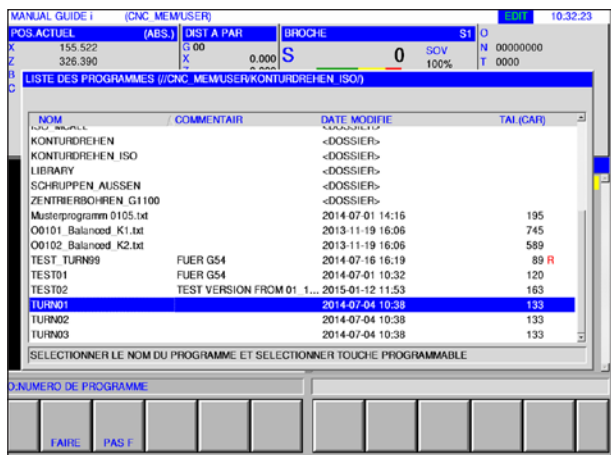 MANUAL GUIDE i (CNC_MEM/USER) EDIT 10:32:23
POS.ACTUEL (ABS.) DIST A PAR BROCHE S1 O
X 155.522 G 00 X 0.000 S 0 SOV 100% N 00000000
Z 326.390 T 0000
B
C
LISTE DES PROGRAMMES (//CNC_MEM/USER/KONTURDREHEN_ISO/)
NOM / COMMENTAIR DATE MODIFIE TAI.(CAR)
ISO_MCALL <DOSSIER>
KONTURDREHEN <DOSSIER>
KONTURDREHEN_ISO <DOSSIER>
LIBRARY <DOSSIER>
SCHRUPPEN_AUSSEN <DOSSIER>
ZENTRIERBOHREN_G1100 <DOSSIER>
Musterprogramm 0105.txt 2014-07-01 14:16 195
O0101_Balanced_K1.txt 2013-11-19 16:06 745
O0102_Balanced_K2.txt 2013-11-19 16:06 589
TEST_TURN99 FUER G54 2014-07-16 16:19 89 R
TEST01 FUER G54 2014-07-01 10:32 120
TEST02 TEST VERSION FROM 01_1... 2015-01-12 11:53 163
TURN01 2014-07-04 10:38 133
TURN02 2014-07-04 10:38 133
TURN03 2014-07-04 10:38 133
SELECTIONNER LE NOM DU PROGRAMME ET SELECTIONNER TOUCHE PROGRAMMABLE
O:NUMERO DE PROGRAMME
FAIRE PAS F